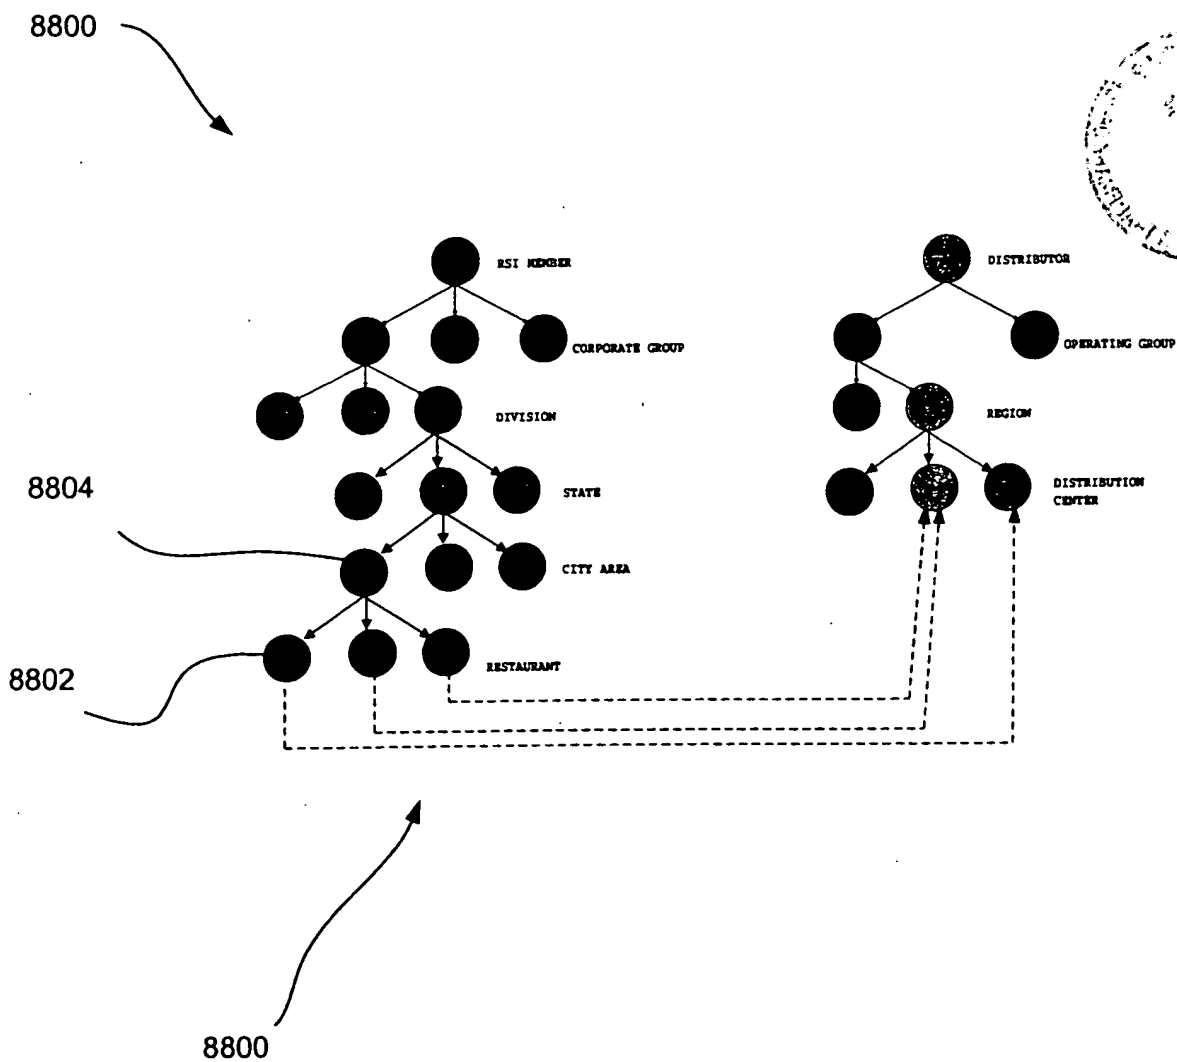 8800
RSI MEMBER
DISTRIBUTOR
CORPORATE GROUP
OPERATING GROUP
DIVISION
REGION
8804
STATE
DISTRIBUTION
CENTER
CITY AREA
8802
RESTAURANT
8800